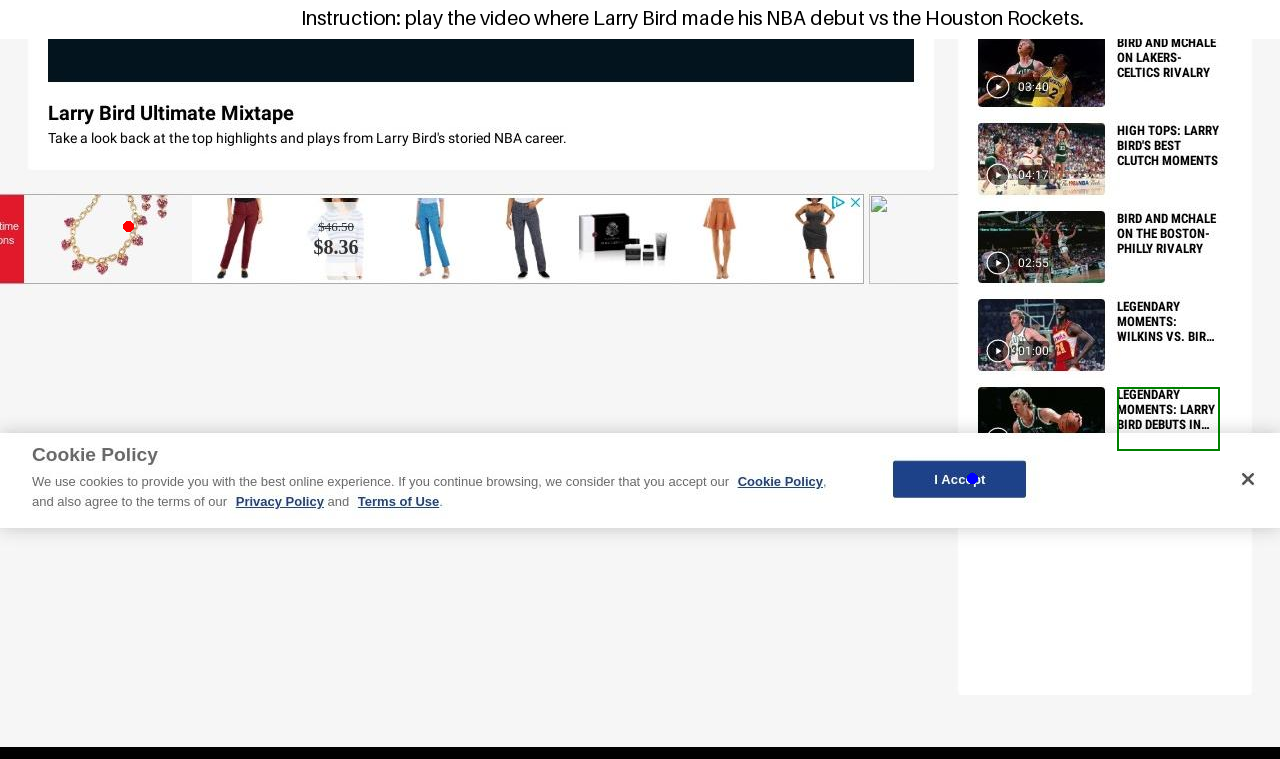 Instruction: play the video where Larry Bird made his NBA debut vs the Houston Rockets.
BIRD AND MCHALE
ON LAKERS-
CELTICS RIVALRY
03:40
Larry Bird Ultimate Mixtape
Take a look back at the top highlights and plays from Larry Bird's storied NBA career.
HIGH TOPS: LARRY
BIRD'S BEST
CLUTCH MOMENTS
04:17
time
ons
$46.50
$8.36
BIRD AND MCHALE
ON THE BOSTON-
PHILLY RIVALRY
02:55
LEGENDARY
MOMENTS:
WILKINS VS. BIR...
01:00
LEGENDARY
MOMENTS: LARRY
BIRD DEBUTS IN...
Cookie Policy
We use cookies to provide you with the best online experience. If you continue browsing, we consider that you accept our Cookie Policy,
and also agree to the terms of our Privacy Policy and Terms of Use.
I Accept